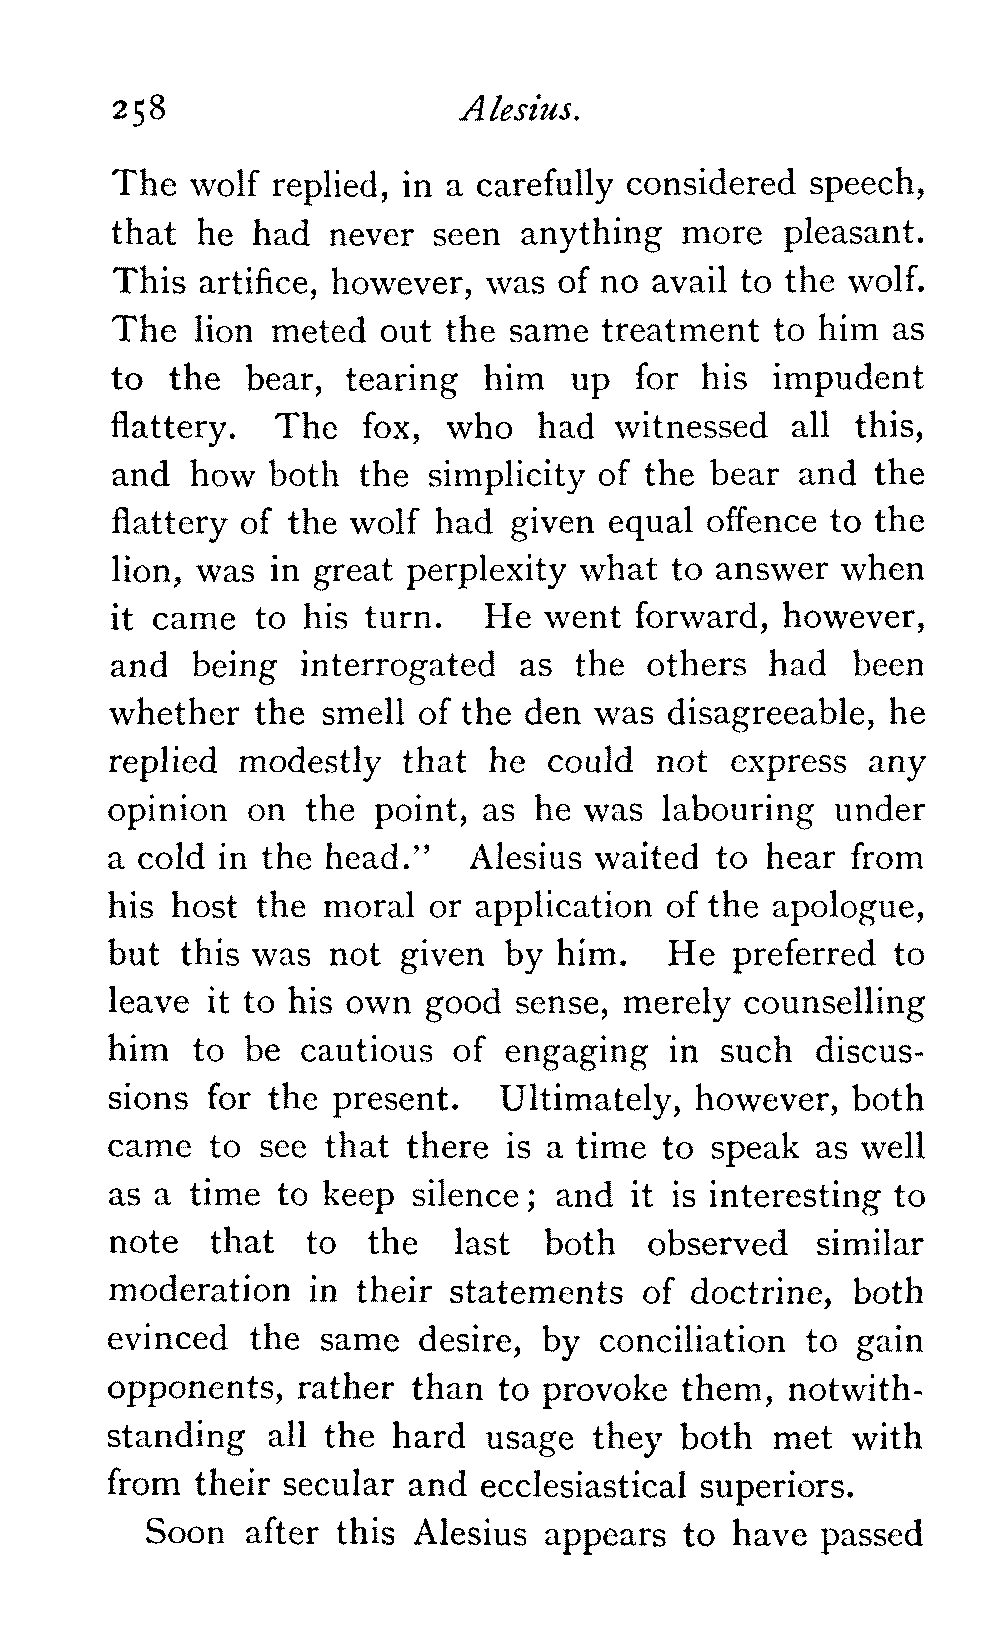 258 Alesius.
The wolf replied, in a carefully considered speech,
that he had never seen anything more pleasant.
This artifice, however, was of no avail to the wolf.
The lion meted out the same treatment to him as
to the bear, tearing him up for his impudent
flattery. The fox, who had witnessed all this,
and how both the simplicity of the bear and the
flattery of the wolf had given equal offence to the
lion, was in great perplexity what to answer when
it came to his turn. He went forward, however,
and being interrogated as the others had been
whether the smell of the den was disagreeable, he
replied modestly that he could not express any
opinion on the point, as he was labouring under
a cold in the head.” Alesius waited to hear from
his host the moral or application of the apologue,
but this was not given by him. He preferred to
leave it to his own good sense, merely counselling
him to be cautious of engaging in such discus-
sions for the present. Ultimately, however, both
came to see that there is a time to speak as well
as a time to keep silence; and it is interesting to
note that to the last both observed similar
moderation in their statements of doctrine, both
evinced the same desire, by conciliation to gain
opponents, rather than to provoke them, notwith-
standing all the hard usage they both met with
from their secular and ecclesiastical superiors.
Soon after this Alesius appears to have passed